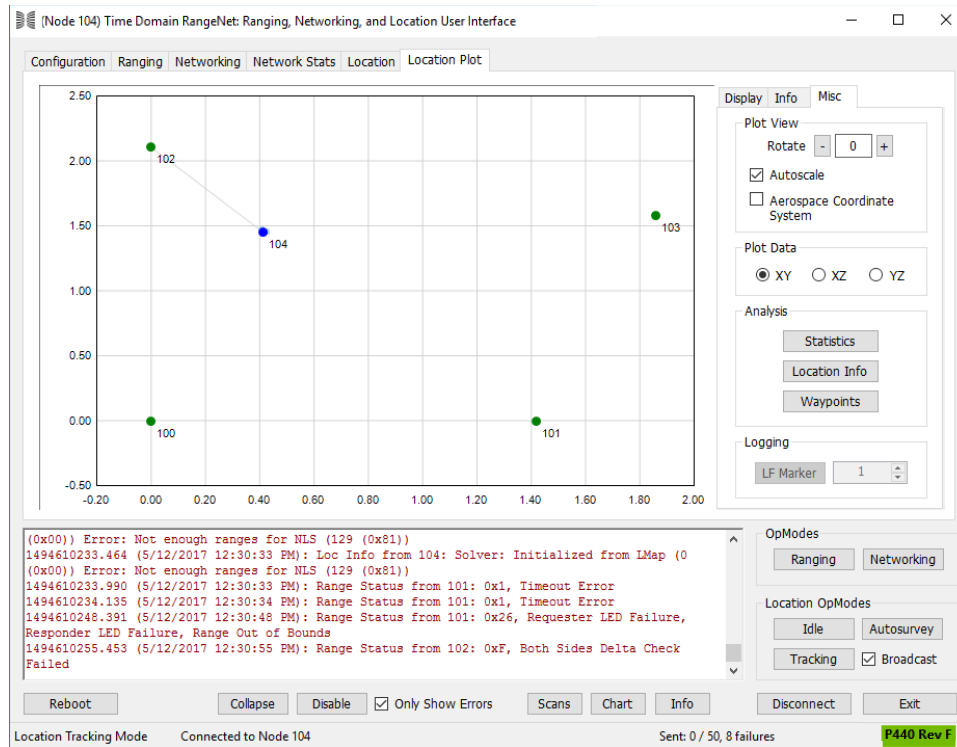 (Node 104) Time Domain RangeNet: Ranging, Networking, and Location User Interface
Configuration Ranging Networking Network Stats Location Location Plot
2.50
2.00
1.50
1.00
0.50
0.00
-0.50
-0.20 0.00 0.20 0.40 0.60 0.80 1.00 1.20 1.40 1.60 1.80 2.00
102
104
103
100
101
Display Info Misc
Plot View
Rotate - 0 +
Autoscale
Aerospace Coordinate
System
Plot Data
XY XZ YZ
Analysis
Statistics
Location Info
Waypoints
Logging
LF Marker 1
(0x00)) Error: Not enough ranges for NLS (129 (0x81))
1494610233.464 (5/12/2017 12:30:33 PM): Loc Info from 104: Solver: Initialized from LMap (0
(0x00)) Error: Not enough ranges for NLS (129 (0x81))
1494610233.990 (5/12/2017 12:30:33 PM): Range Status from 101: 0x1, Timeout Error
1494610234.135 (5/12/2017 12:30:34 PM): Range Status from 101: 0x1, Timeout Error
1494610248.391 (5/12/2017 12:30:48 PM): Range Status from 101: 0x26, Requester LED Failure,
Responder LED Failure, Range Out of Bounds
1494610255.453 (5/12/2017 12:30:55 PM): Range Status from 102: 0xF, Both Sides Delta Check
Failed
OpModes
Ranging Networking
Location OpModes
Idle Autosurvey
Tracking Broadcast
Reboot Collapse Disable Only Show Errors Scans Chart Info Disconnect Exit
Location Tracking Mode Connected to Node 104 Sent: 0 / 50, 8 failures P440 Rev F